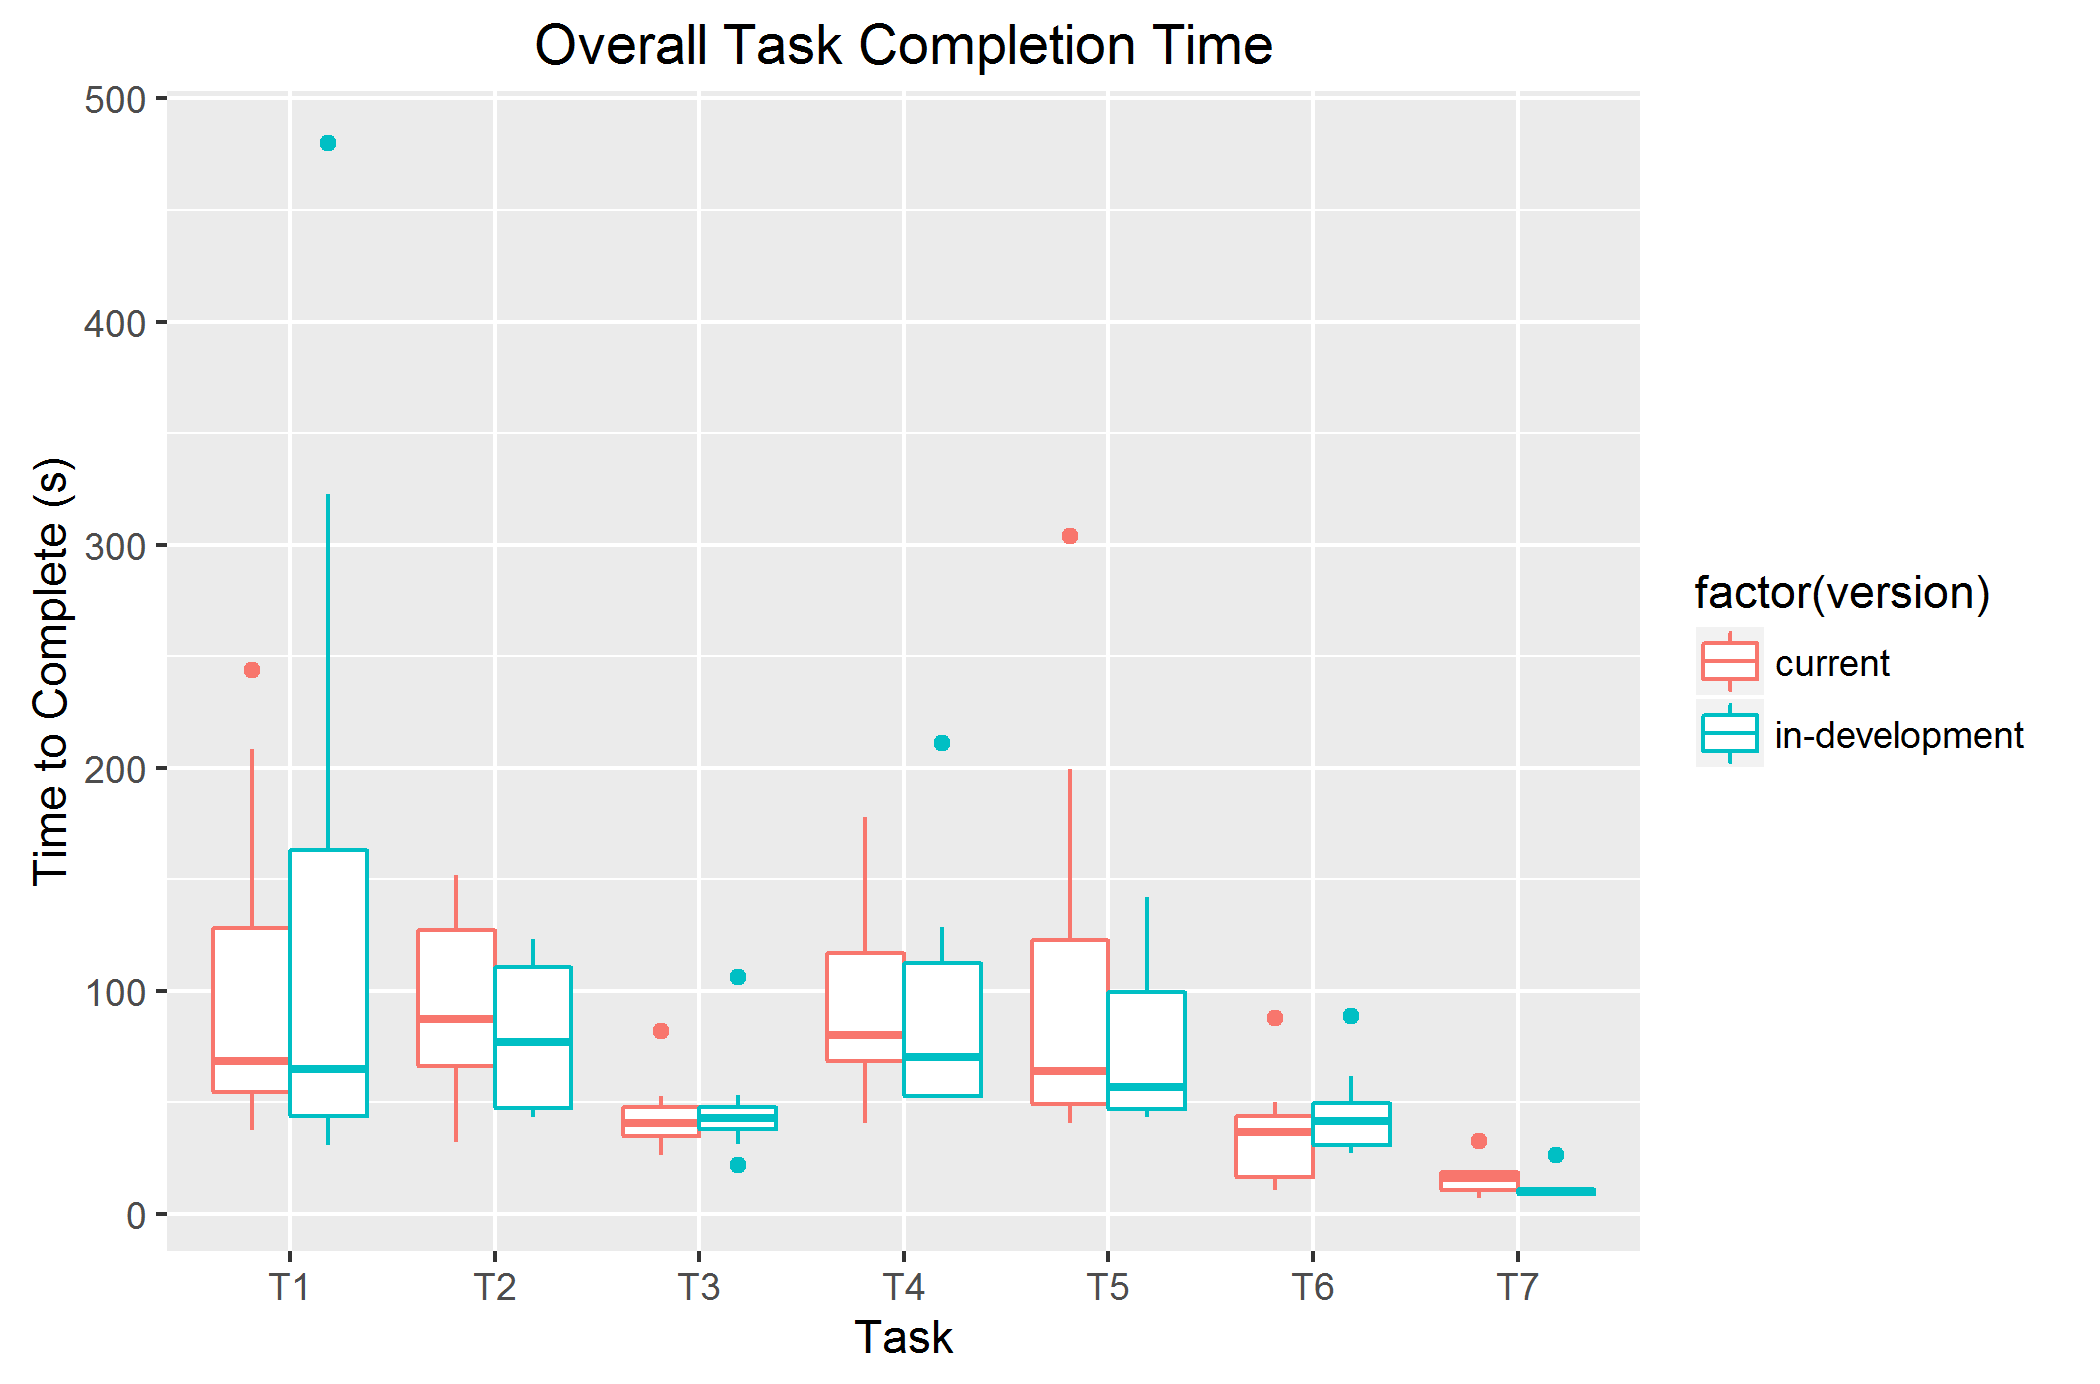 Overall Task Completion Time
500
400
300
200
100
0
Time to Complete (s)
T1 T2 T3 T4 T5 T6 T7
Task
factor(version)
current
in-development